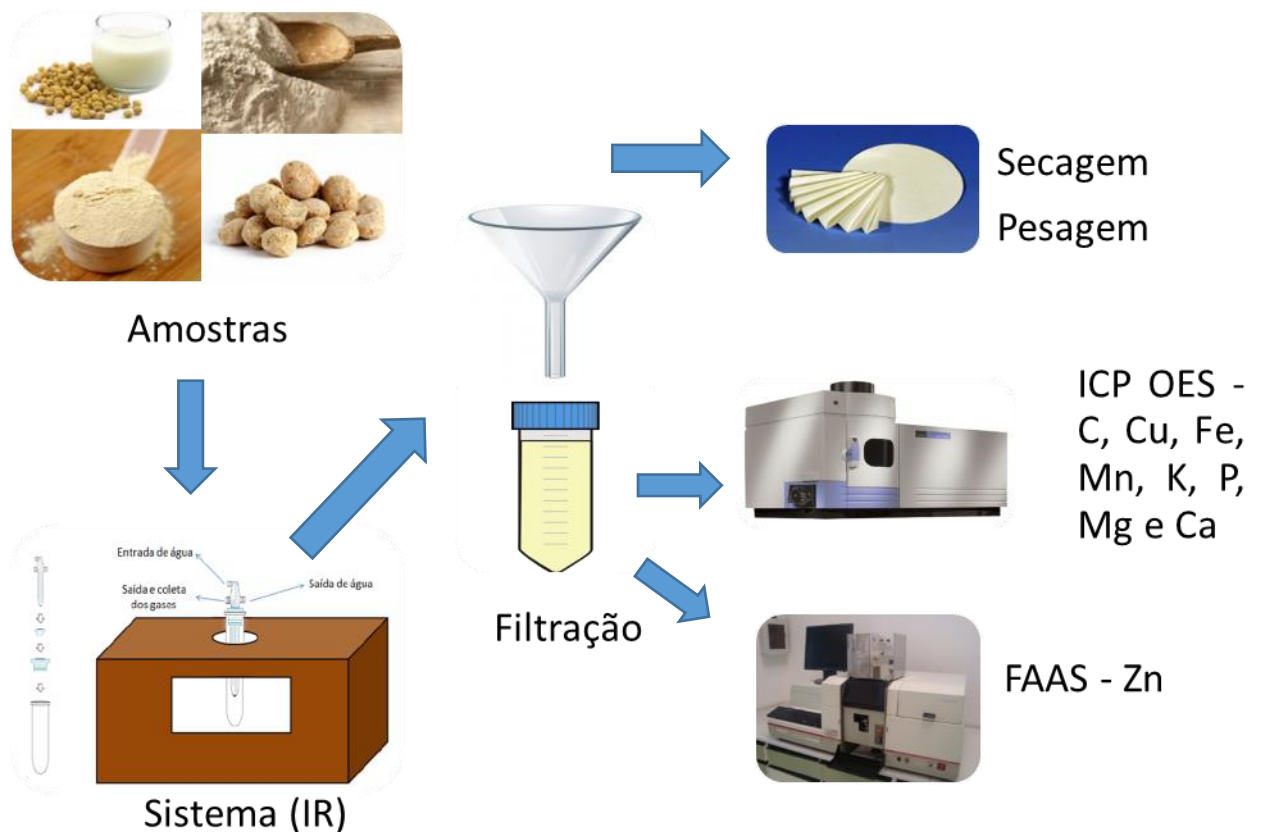 Amostras
Entrada de água
Saída e coleta
dos gases
Saída de água
Sistema (IR)
Filtração
Secagem
Pesagem
ICP OES -
C, Cu, Fe,
Mn, K, P,
Mg e Ca
FAAS - Zn